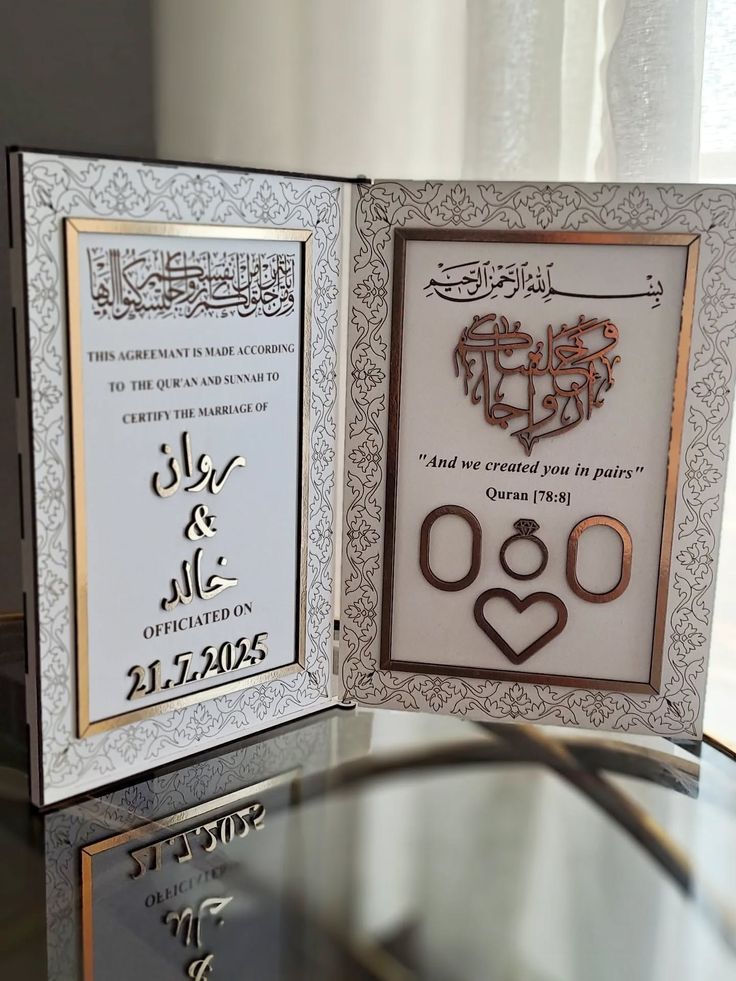 ومن آياته أن خلق لكم من أنفسكم أزواجا لتسكنوا إليها
THIS AGREEMANT IS MADE ACCORDING
TO THE QUR'AN AND SUNNAH TO
CERTIFY THE MARRIAGE OF
روان
&
خالد
OFFICIATED ON
21.7.2025
بسم الله الرحمن الرحيم
وخلقناكم أزواجا
"And we created you in pairs"
Quran [78:8]